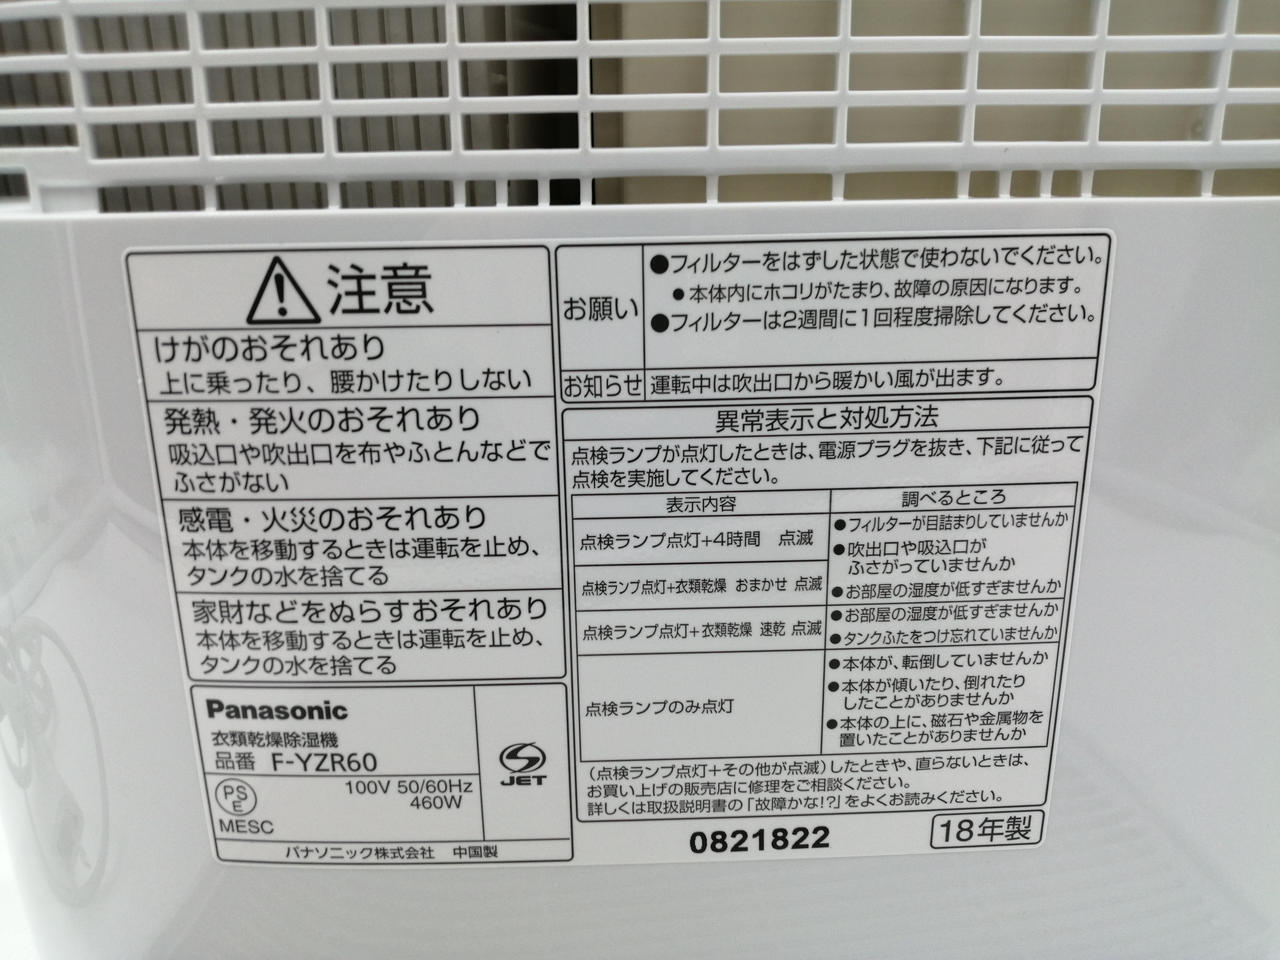 注意
けがのおそれあり
上に乗ったり、腰かけたりしない
発熱・発火のおそれあり
吸込口や吹出口を布やふとんなどで
ふさがない
感電・火災のおそれあり
本体を移動するときは運転を止め、
タンクの水を捨てる
家財などをぬらすおそれあり
本体を移動するときは運転を止め、
タンクの水を捨てる
Panasonic
衣類乾燥除湿機
品番 F-YZR60
PS
E
MESC
100V 50/60Hz
460W
JET
パナソニック株式会社 中国製
お願い
●フィルターをはずした状態で使わないでください。
●本体内にホコリがたまり、故障の原因になります。
●フィルターは2週間に1回程度掃除してください。
お知らせ 運転中は吹出口から暖かい風が出ます。
異常表示と対処方法
点検ランプが点灯したときは、電源プラグを抜き、下記に従って
点検を実施してください。
表示内容 調べるところ
点検ランプ点灯+4時間 点滅
点検ランプ点灯+衣類乾燥 おまかせ 点滅
●フィルターが目詰まりしていませんか
●吹出口や吸込口が
ふさがっていませんか
●お部屋の湿度が低すぎませんか
点検ランプ点灯+衣類乾燥 速乾 点滅
●お部屋の湿度が低すぎませんか
●タンクふたをつけ忘れていませんか
点検ランプのみ点灯
●本体が、転倒していませんか
●本体が傾いたり、倒れたり
したことがありませんか
●本体の上に、磁石や金属物を
置いたことがありませんか
(点検ランプ点灯+その他が点滅)したときや、直らないときは、
お買い上げの販売店に修理をご相談ください。
詳しくは取扱説明書の「故障かな!?」をよくお読みください。
0821822
18年製